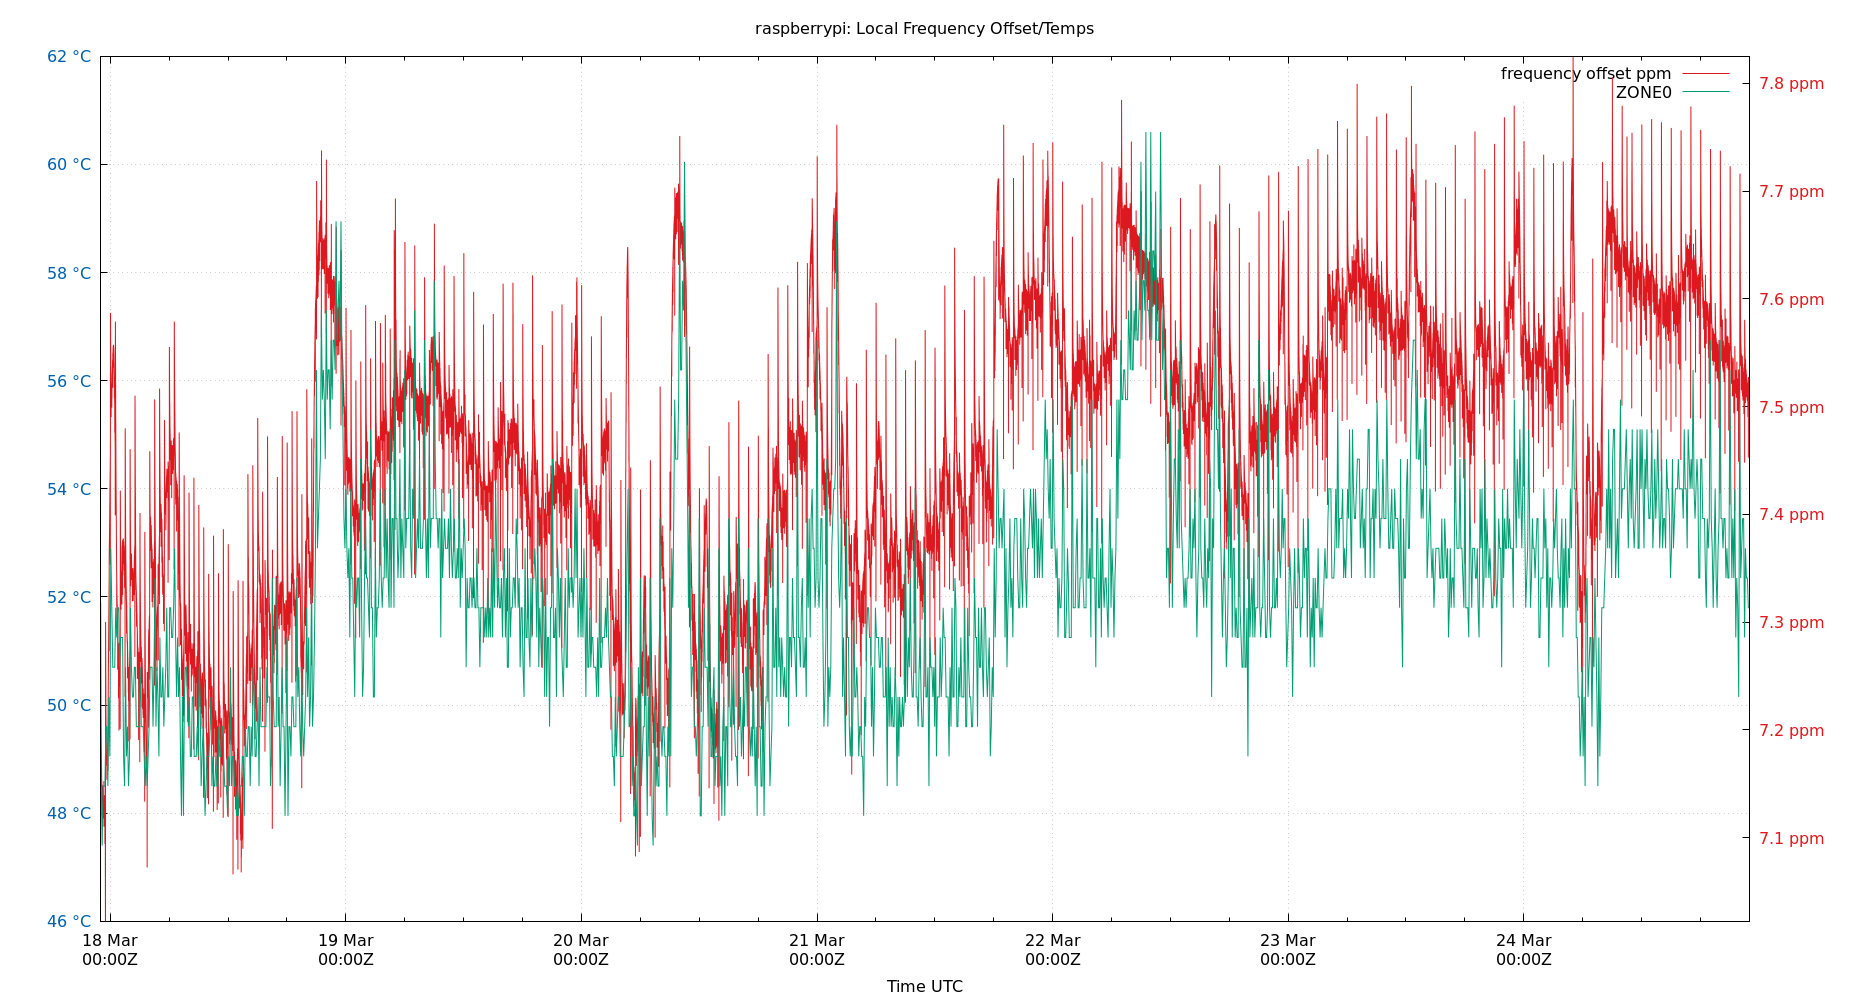 raspberrypi: Local Frequency Offset/Temps
62 °C
60 °C
58 °C
56 °C
54 °C
52 °C
50 °C
48 °C
46 °C
frequency offset ppm
ZONE0
7.8 ppm
7.7 ppm
7.6 ppm
7.5 ppm
7.4 ppm
7.3 ppm
7.2 ppm
7.1 ppm
18 Mar 19 Mar 20 Mar 21 Mar 22 Mar 23 Mar 24 Mar
00:00Z 00:00Z 00:00Z 00:00Z 00:00Z 00:00Z 00:00Z
Time UTC